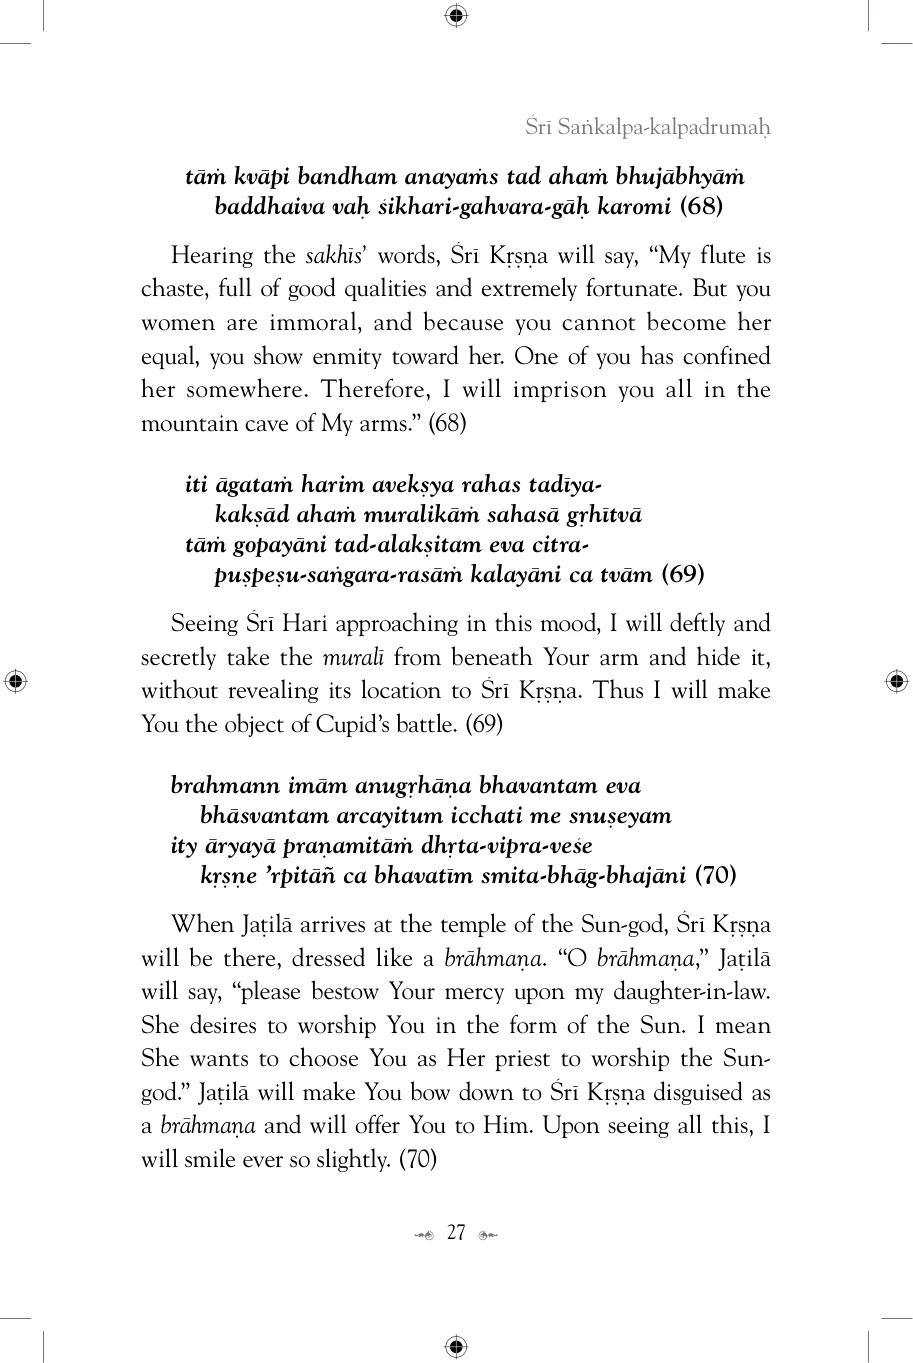 Śrī Saṅkalpa-kalpadrumaḥ
tāṁ kvāpi bandham anayaṁs tad ahaṁ bhujābhyāṁ
baddhaiva vaḥ śikhari-gahvara-gāḥ karomi (68)
Hearing the sakhīs’ words, Śrī Kṛṣṇa will say, “My flute is
chaste, full of good qualities and extremely fortunate. But you
women are immoral, and because you cannot become her
equal, you show enmity toward her. One of you has confined
her somewhere. Therefore, I will imprison you all in the
mountain cave of My arms.” (68)
iti āgataṁ harim avekṣya rahas tadīya-
kakṣād ahaṁ muralikāṁ sahasā gṛhītvā
tāṁ gopayāni tad-alakṣitam eva citra-
puṣpeṣu-saṅgara-rasāṁ kalayāni ca tvām (69)
Seeing Śrī Hari approaching in this mood, I will deftly and
secretly take the muralī from beneath Your arm and hide it,
without revealing its location to Śrī Kṛṣṇa. Thus I will make
You the object of Cupid’s battle. (69)
brahmann imām anugṛhāṇa bhavantam eva
bhāsvantam arcayitum icchati me snuṣeyam
ity āryayā praṇamitāṁ dhṛta-vipra-veśe
kṛṣṇe ’rpitāñ ca bhavatīm smita-bhāg-bhajāni (70)
When Jaṭilā arrives at the temple of the Sun-god, Śrī Kṛṣṇa
will be there, dressed like a brāhmaṇa. “O brāhmaṇa,” Jaṭilā
will say, “please bestow Your mercy upon my daughter-in-law.
She desires to worship You in the form of the Sun. I mean
She wants to choose You as Her priest to worship the Sun-
god.” Jaṭilā will make You bow down to Śrī Kṛṣṇa disguised as
a brāhmaṇa and will offer You to Him. Upon seeing all this, I
will smile ever so slightly. (70)
27